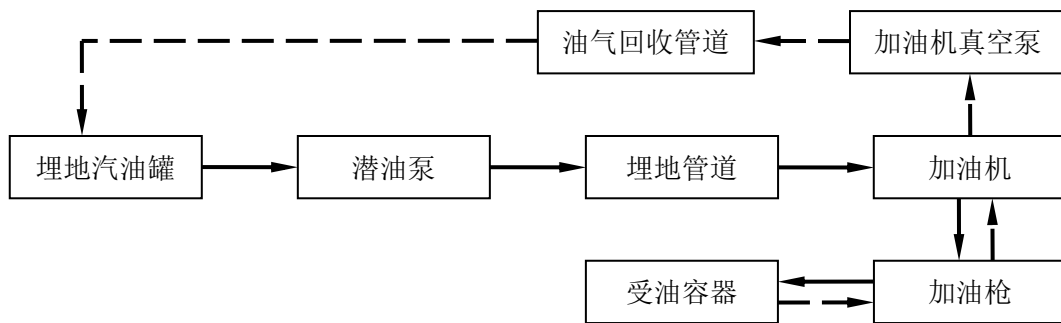 油气回收管道
加油机真空泵
埋地汽油罐
潜油泵
埋地管道
加油机
受油容器
加油枪